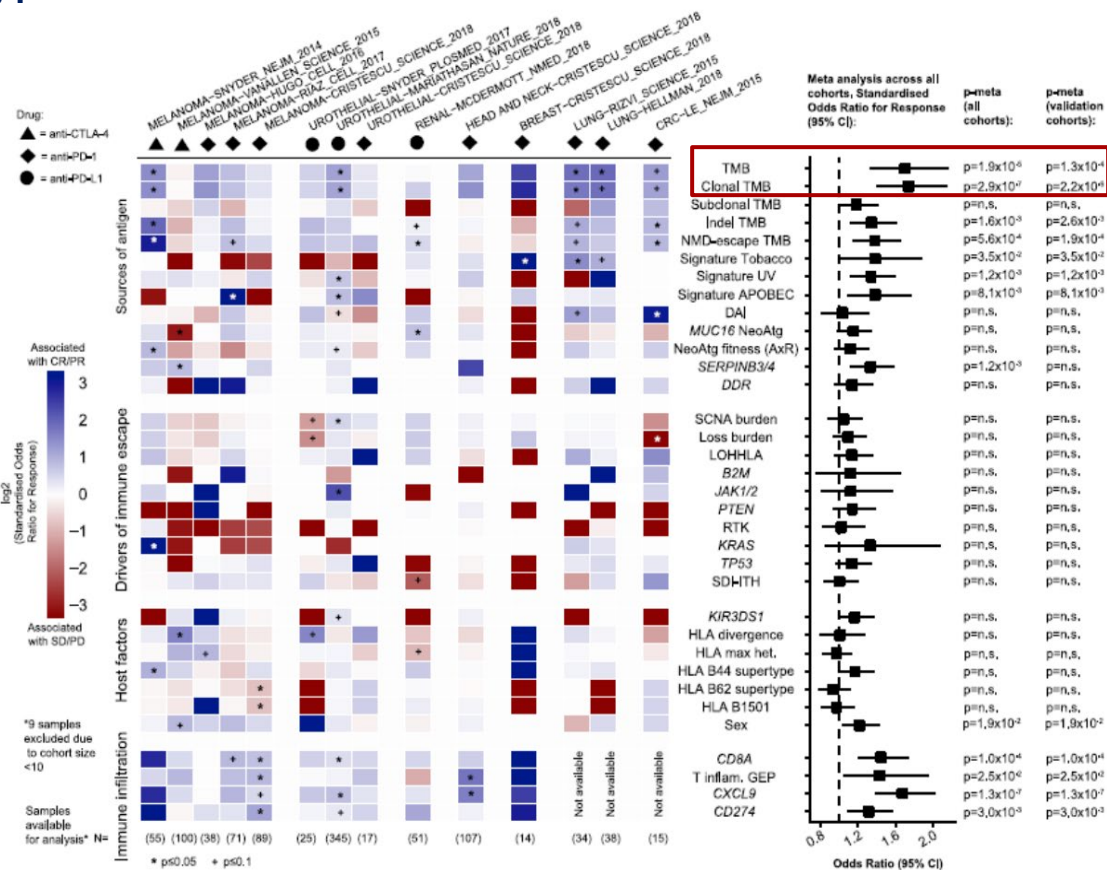 MELANOMA-SNYDER_NEJM_2014
MELANOMA-VANALLEN_SCIENCE_2015
MELANOMA-HUGO_CELL_2016
MELANOMA-RIAZ_CELL_2017
MELANOMA-CRISTESCU_SCIENCE_2018
UROTHELIAL-SNYDER_PLOSMED_2017
UROTHELIAL-MARIATHASAN_NATURE_2018
UROTHELIAL-CRISTESCU_SCIENCE_2018
RENAL-MCDERMOTT_NMED_2018
HEAD AND NECK-CRISTESCU_SCIENCE_2018
BREAST-CRISTESCU_SCIENCE_2018
LUNG-RIZVI_SCIENCE_2015
LUNG-HELLMAN_2018
CRC-LE_NEJM_2015
Drug:
▲ = anti-CTLA-4
◆ = anti-PD-1
● = anti-PD-L1
Meta analysis across all
cohorts, Standardised
Odds Ratio for Response
(95% CI):
p-meta
(all
cohorts):
p-meta
(validation
cohorts):
Sources of antigen
TMB p=1.9x10⁻⁶ p=1.3x10⁻⁴
Clonal TMB p=2.9x10⁻⁷ p=2.2x10⁻⁶
Subclonal TMB p=n.s, p=n.s.
Indel TMB p=1.6x10⁻³ p=2.6x10⁻³
NMD-escape TMB p=5.6x10⁻⁴ p=1.9x10⁻⁴
Signature Tobacco p=3.5x10⁻² p=3.5x10⁻²
Signature UV p=1,2x10⁻³ p=1,2x10⁻³
Signature APOBEC p=8,1x10⁻³ p=8,1x10⁻³
DAI p=n.s. p=n.s.
MUC16 NeoAtg p=n.s. p=n.s.
NeoAtg fitness (AxR) p=n.s, p=n.s.
SERPINB3/4 p=1.2x10⁻³ p=n.s.
DDR p=n.s. p=n.s.
Associated
with CR/PR
3
2
1
0
−1
−2
−3
log2
(Standardised Odds
Ratio for Response)
Associated
with SD/PD
Drivers of immune escape
SCNA burden p=n.s. p=n.s.
Loss burden p=n.s. p=n.s.
LOHHLA p=n.s. p=n.s.
B2M p=n.s. p=n.s.
JAK1/2 p=n.s. p=n.s.
PTEN p=n.s. p=n.s.
RTK p=n.s, p=n.s.
KRAS p=n.s, p=n.s,
TP53 p=n.s, p=n.s.
SDI-ITH p=n.s, p=n.s,
Host factors
KIR3DS1 p=n.s. p=n.s.
HLA divergence p=n.s. p=n.s.
HLA max het. p=n,s, p=n,s,
HLA B44 supertype p=n.s. p=n.s.
HLA B62 supertype p=n.s. p=n.s.
HLA B1501 p=n.s. p=n.s.
Sex p=1,9x10⁻² p=1,9x10⁻²
*9 samples
excluded due
to cohort size
<10
Immune infiltration
CD8A p=1.0x10⁻⁴ p=1.0x10⁻⁴
T inflam. GEP p=2.5x10⁻² p=2.5x10⁻²
CXCL9 p=1.3x10⁻⁷ p=1.3x10⁻⁷
CD274 p=3,0x10⁻³ p=3,0x10⁻³
Not available
Not available
Not available
Samples
available
for analysis* N= (55) (100) (38) (71) (89) (25) (345) (17) (51) (107) (14) (34) (38) (15)
* p≤0.05 + p≤0.1
0.8 1.2 1.6 2.0
Odds Ratio (95% CI)